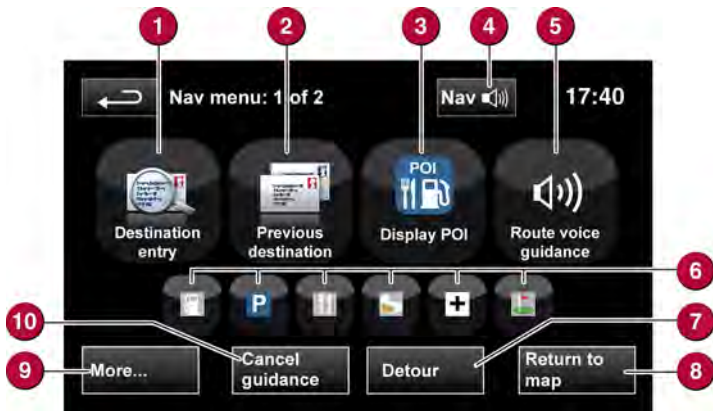 1 2 3 4 5
Nav menu: 1 of 2 Nav 17:40
POI
Destination entry
Previous destination
Display POI
Route voice guidance
6
P
10
7
More...
Cancel guidance
Detour
Return to map
9
8